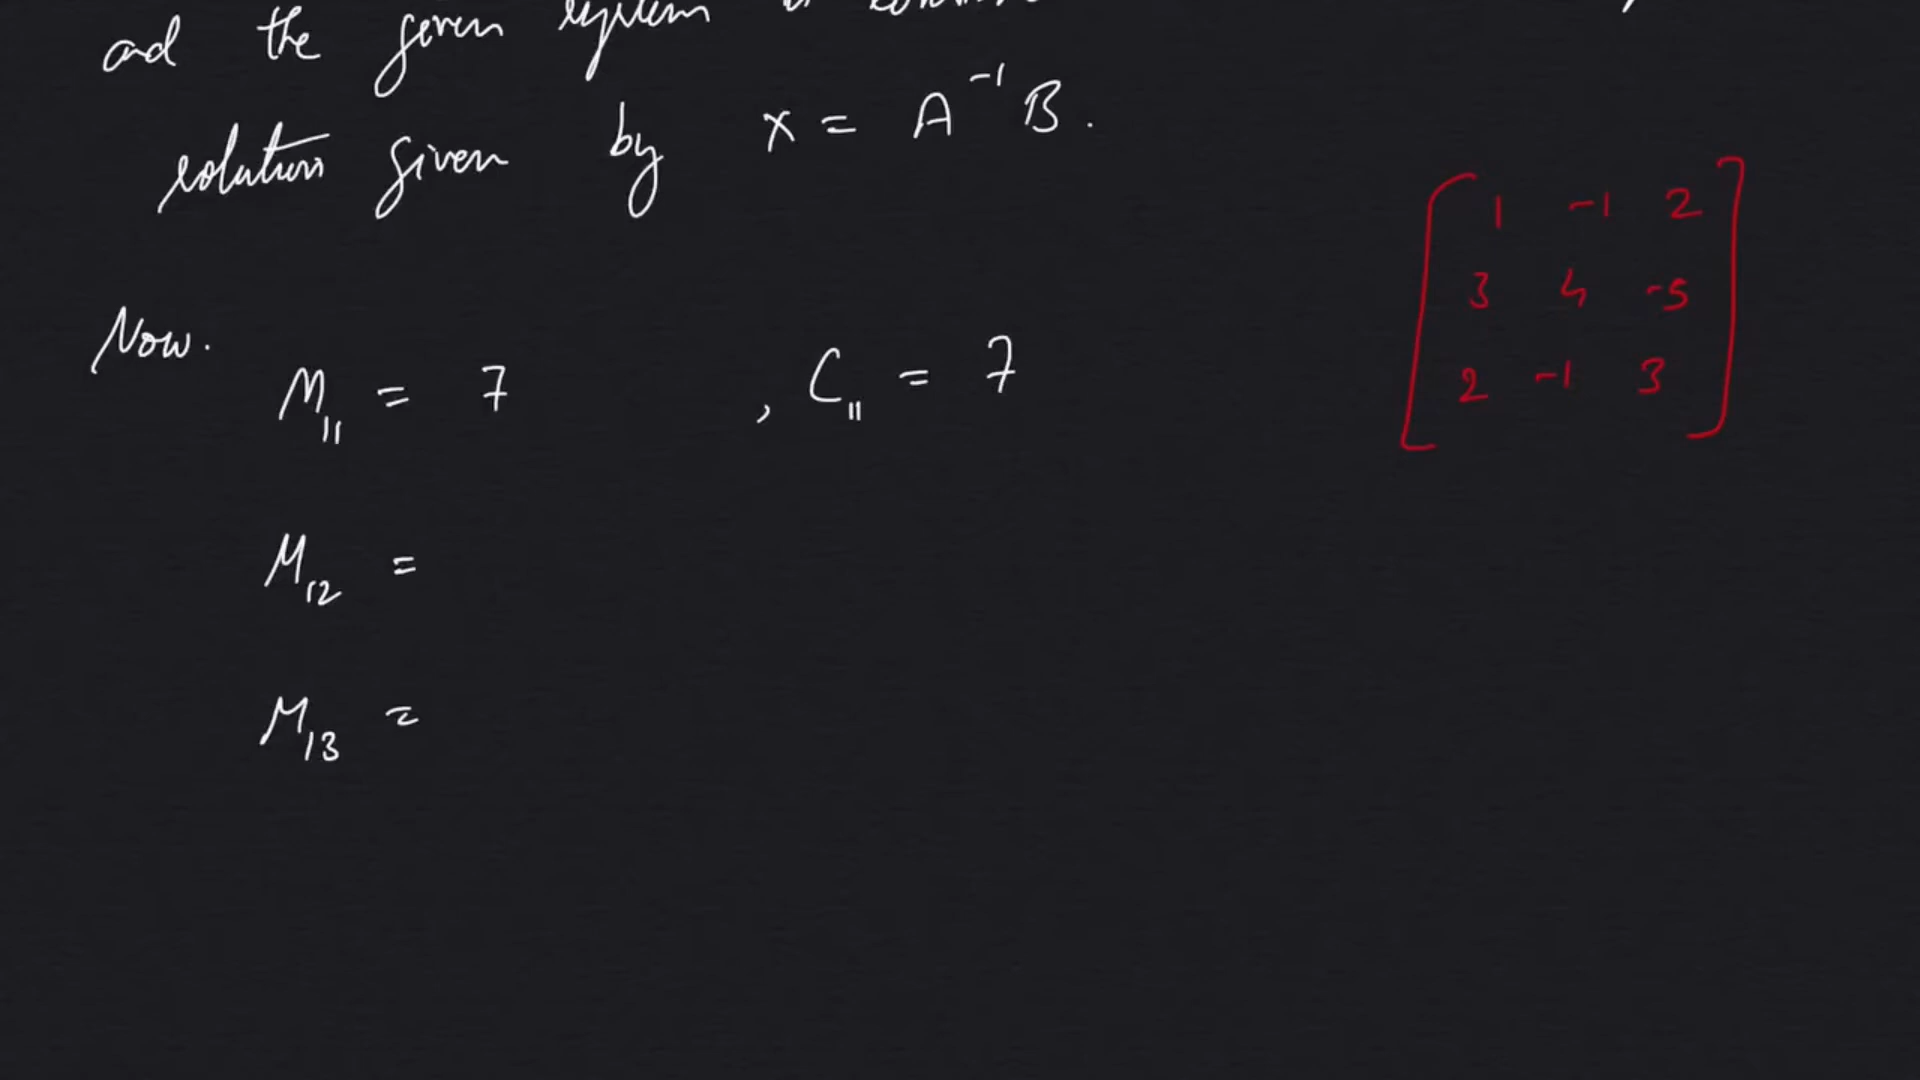 and the given system
solution given by X = A⁻¹ B.
1 -1 2
3 4 -5
2 -1 3
Now.
M₁₁ = 7 , C₁₁ = 7
M₁₂ =
M₁₃ =